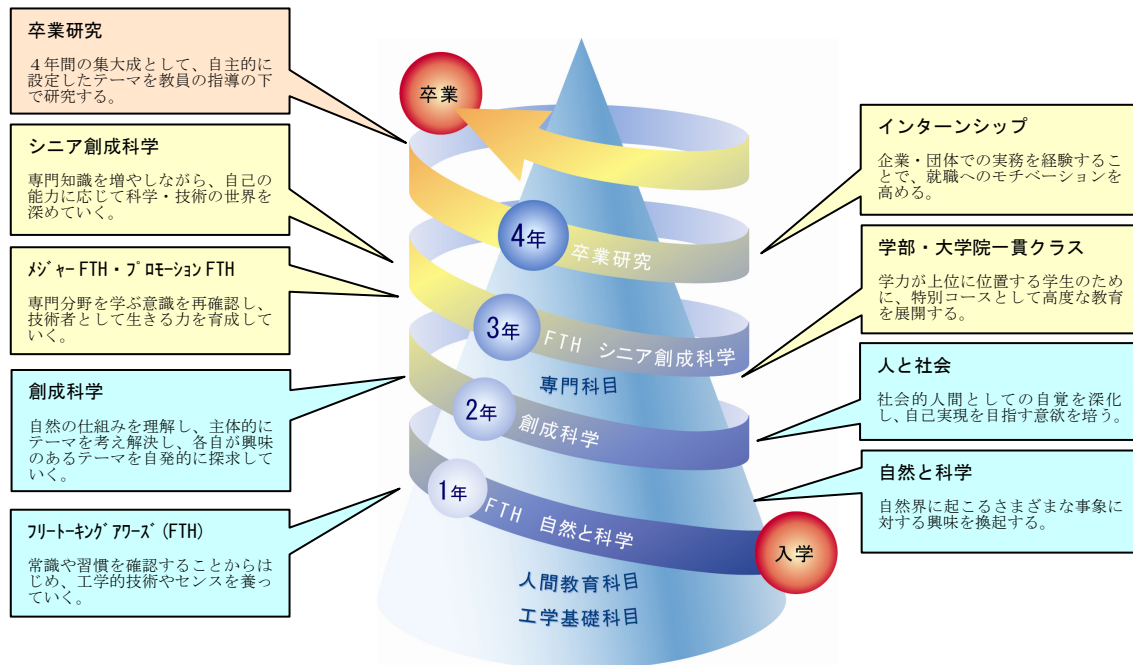 卒業研究
４年間の集大成として、自主的に
設定したテーマを教員の指導の下
で研究する。
シニア創成科学
専門知識を増やしながら、自己の
能力に応じて科学・技術の世界を
深めていく。
ﾒｼﾞｬｰ FTH・ﾌﾟﾛﾓｰｼｮﾝ FTH
専門分野を学ぶ意識を再確認し、
技術者として生きる力を育成して
いく。
創成科学
自然の仕組みを理解し、主体的に
テーマを考え解決し、各自が興味
のあるテーマを自発的に探求して
いく。
ﾌﾘｰﾄｰｷﾝｸﾞｱﾜｰｽﾞ (FTH)
常識や習慣を確認することからは
じめ、工学的技術やセンスを養っ
ていく。
卒業
4年 卒業研究
3年 FTH シニア創成科学
専門科目
2年 創成科学
1年 FTH 自然と科学
入学
人間教育科目
工学基礎科目
インターンシップ
企業・団体での実務を経験するこ
とで、就職へのモチベーションを
高める。
学部・大学院一貫クラス
学力が上位に位置する学生のため
に、特別コースとして高度な教育
を展開する。
人と社会
社会的人間としての自覚を深化
し、自己実現を目指す意欲を培う。
自然と科学
自然界に起こるさまざまな事象に
対する興味を換起する。